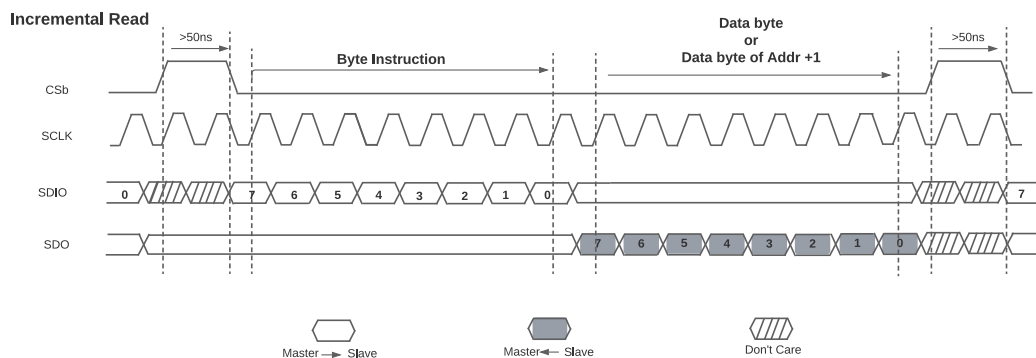 Incremental Read
>50ns
Byte Instruction
Data byte
or
Data byte of Addr +1
>50ns
CSb
SCLK
SDIO
0 7 6 5 4 3 2 1 0 7
SDO
7 6 5 4 3 2 1 0
Master Slave
Master Slave
Don't Care